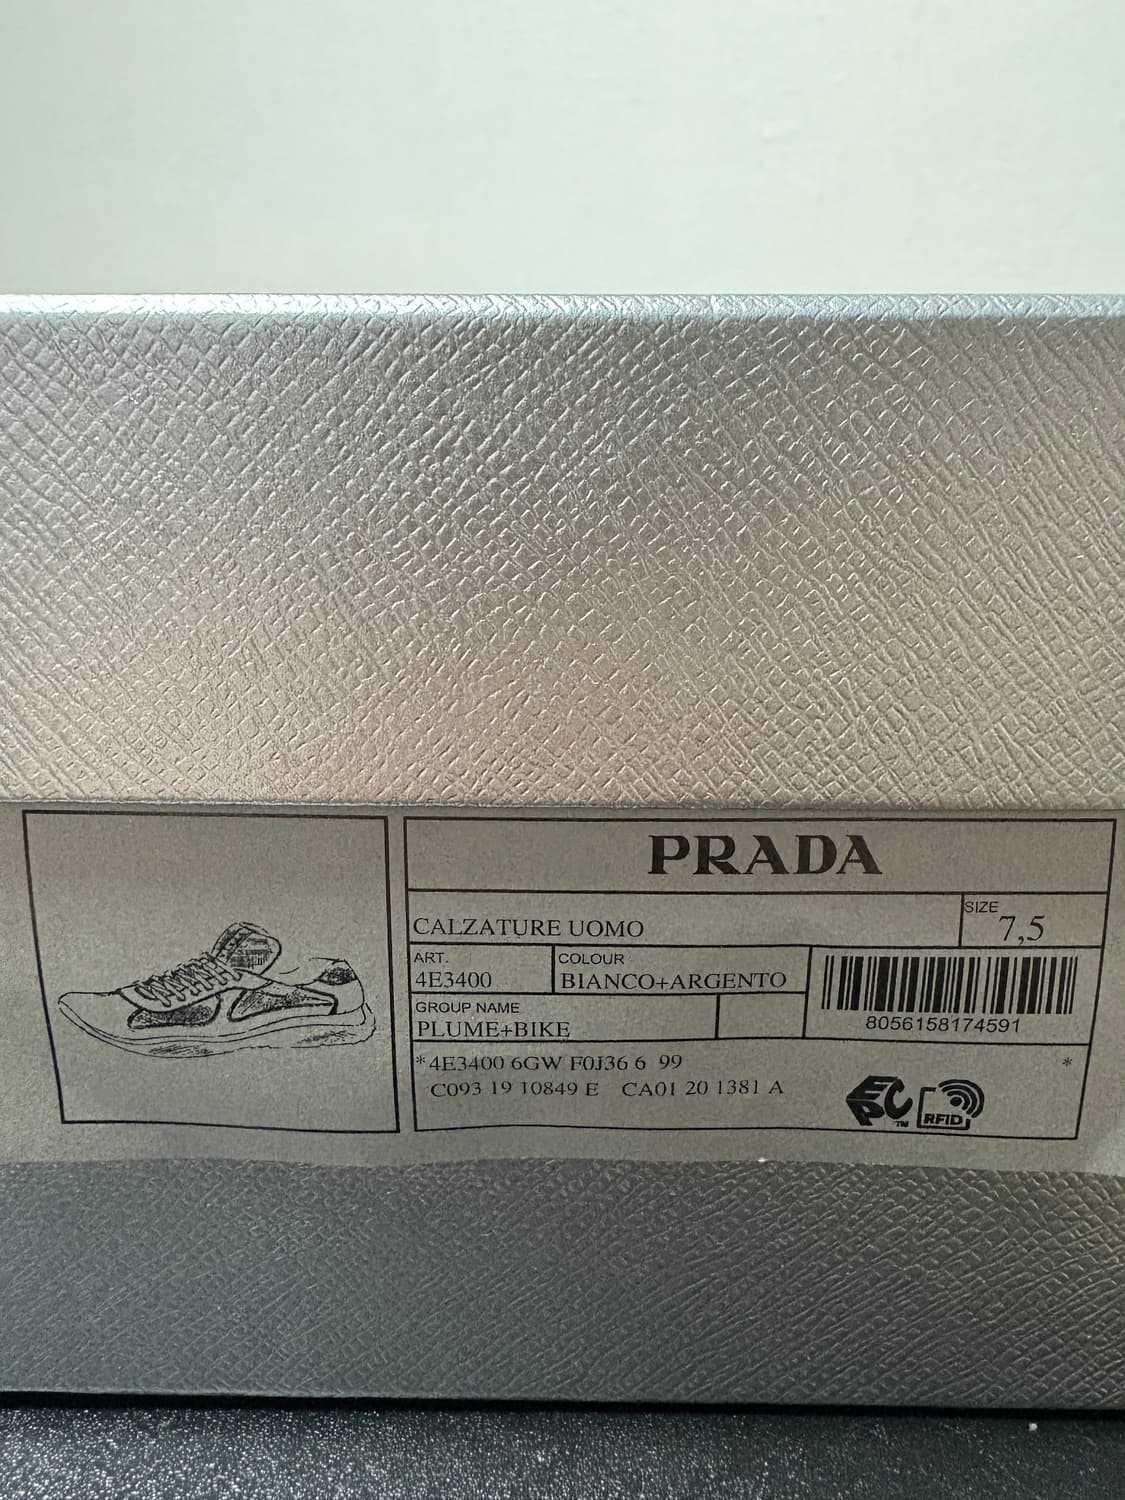 PRADA
CALZATURE UOMO
SIZE
7,5
ART.
4E3400
COLOUR
BIANCO+ARGENTO
8056158174591
GROUP NAME
PLUME+BIKE
*4E3400 6GW F0J36 6 99 *
C093 19 10849 E CA01 20 1381 A
EPC™
RFID